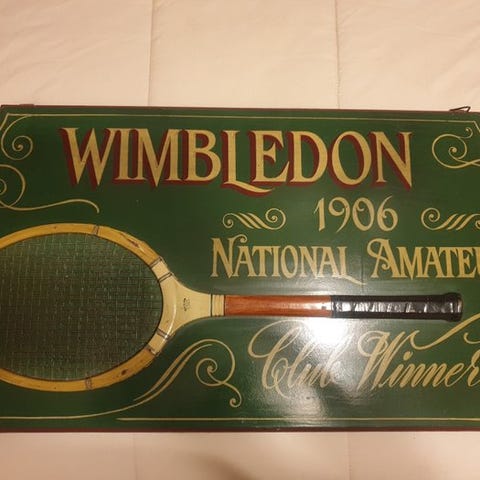 WIMBLEDON
1906
NATIONAL AMATEU
Club Winner